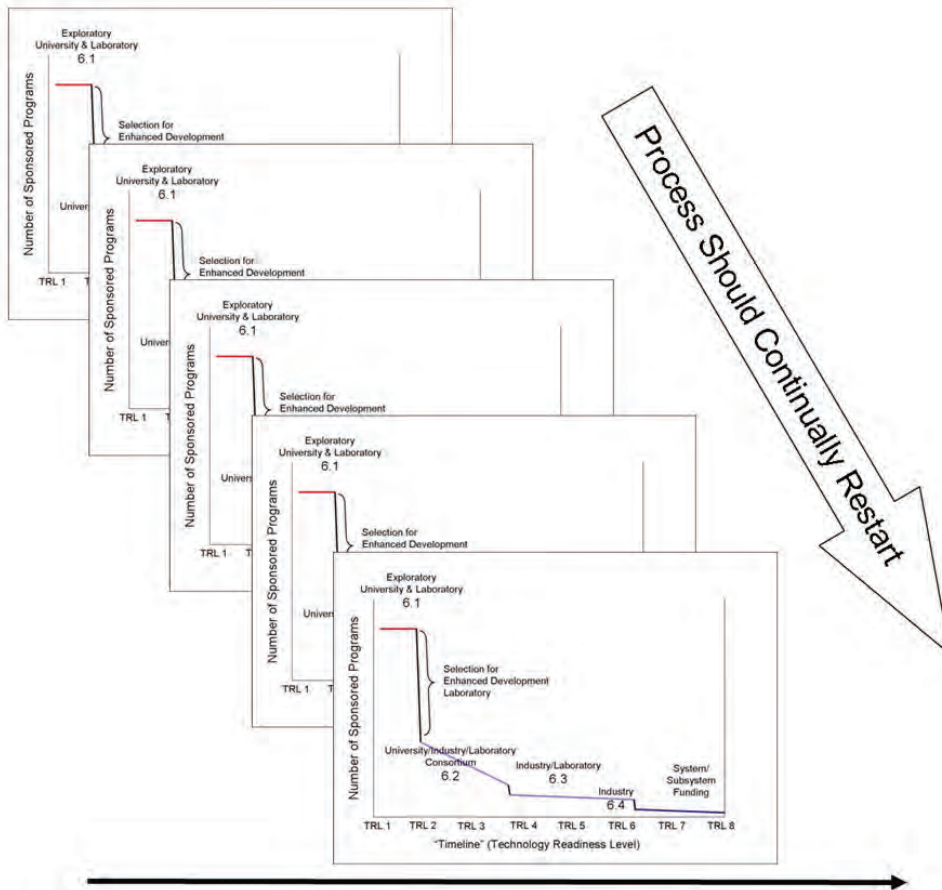 Exploratory
University & Laboratory
6.1
Number of Sponsored Programs
Selection for
Enhanced Development
TRL 1
Exploratory
University & Laboratory
6.1
Number of Sponsored Programs
Selection for
Enhanced Development
TRL 1
Exploratory
University & Laboratory
6.1
Number of Sponsored Programs
Selection for
Enhanced Development
TRL 1
Exploratory
University & Laboratory
6.1
Number of Sponsored Programs
Selection for
Enhanced Development
TRL 1
Exploratory
University & Laboratory
6.1
Number of Sponsored Programs
Selection for
Enhanced Development
Laboratory
University/Industry/Laboratory
Consortium
6.2
Industry/Laboratory
6.3
Industry
6.4
System/
Subsystem
Funding
TRL 1 TRL 2 TRL 3 TRL 4 TRL 5 TRL 6 TRL 7 TRL 8
"Timeline" (Technology Readiness Level)
Process Should Continually Restart